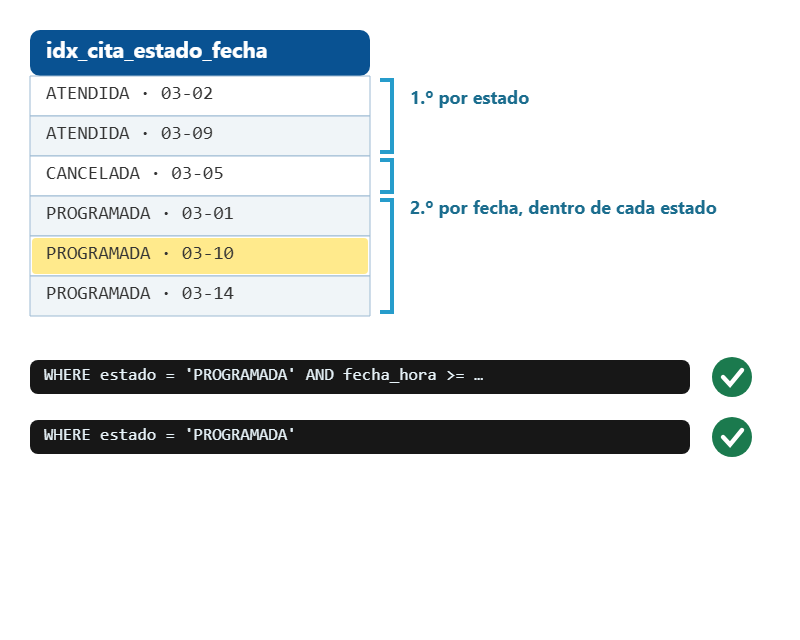 idx_cita_estado_fecha
ATENDIDA · 03-02
1.º por estado
ATENDIDA · 03-09
CANCELADA · 03-05
PROGRAMADA · 03-01
2.º por fecha, dentro de cada estado
PROGRAMADA · 03-10
PROGRAMADA · 03-14
WHERE estado = 'PROGRAMADA' AND fecha_hora >= …
WHERE estado = 'PROGRAMADA'